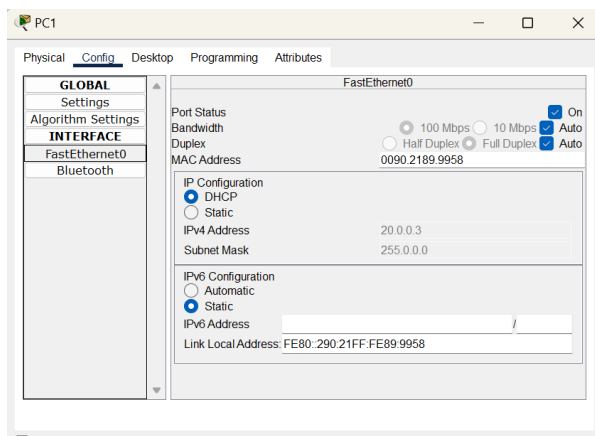 PC1
Physical Config Desktop Programming Attributes
GLOBAL
Settings
Algorithm Settings
INTERFACE
FastEthernet0
Bluetooth
FastEthernet0
Port Status On
Bandwidth 100 Mbps 10 Mbps Auto
Duplex Half Duplex Full Duplex Auto
MAC Address 0090.2189.9958
IP Configuration
DHCP
Static
IPv4 Address 20.0.0.3
Subnet Mask 255.0.0.0
IPv6 Configuration
Automatic
Static
IPv6 Address /
Link Local Address: FE80::290:21FF:FE89:9958